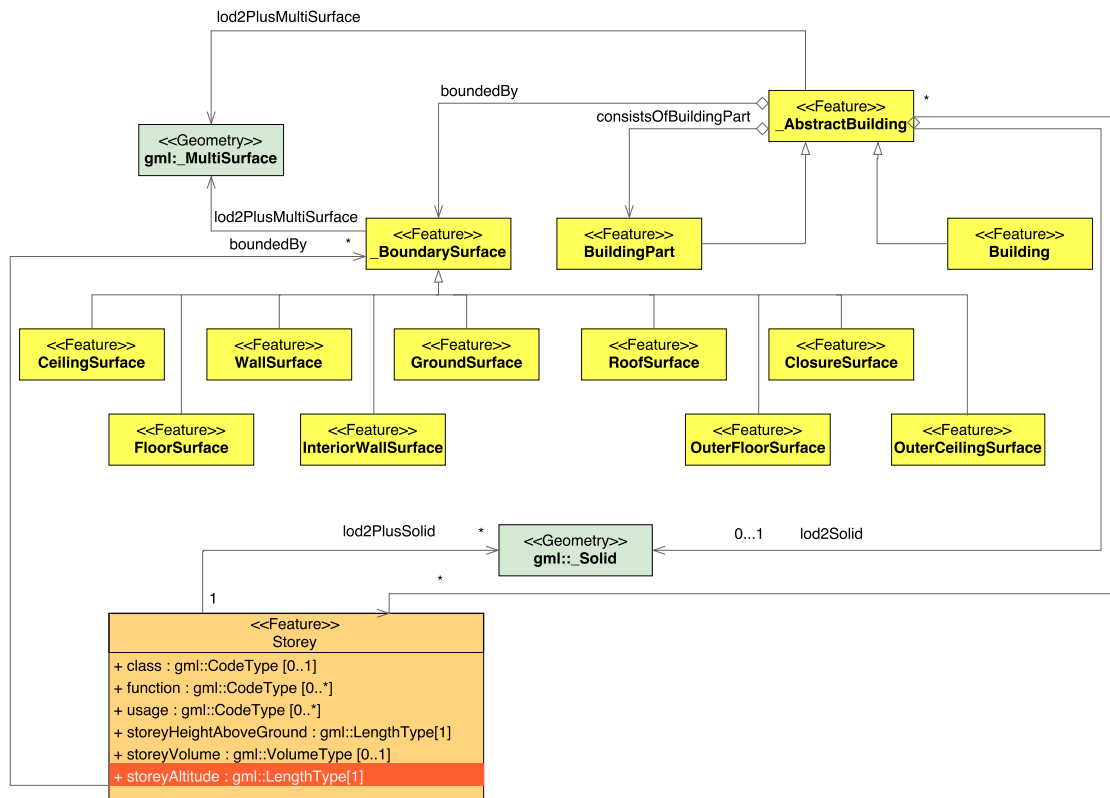 lod2PlusMultiSurface
boundedBy
consistsOfBuildingPart
<<Feature>>
_AbstractBuilding
*
<<Geometry>>
gml:_MultiSurface
lod2PlusMultiSurface
boundedBy
*
<<Feature>>
_BoundarySurface
<<Feature>>
BuildingPart
<<Feature>>
Building
<<Feature>>
CeilingSurface
<<Feature>>
WallSurface
<<Feature>>
GroundSurface
<<Feature>>
RoofSurface
<<Feature>>
ClosureSurface
<<Feature>>
FloorSurface
<<Feature>>
InteriorWallSurface
<<Feature>>
OuterFloorSurface
<<Feature>>
OuterCeilingSurface
lod2PlusSolid
*
<<Geometry>>
gml::_Solid
0...1
lod2Solid
*
1
<<Feature>>
Storey
+ class : gml::CodeType [0..1]
+ function : gml::CodeType [0..*]
+ usage : gml::CodeType [0..*]
+ storeyHeightAboveGround : gml::LengthType[1]
+ storeyVolume : gml::VolumeType [0..1]
+ storeyAltitude : gml::LengthType[1]